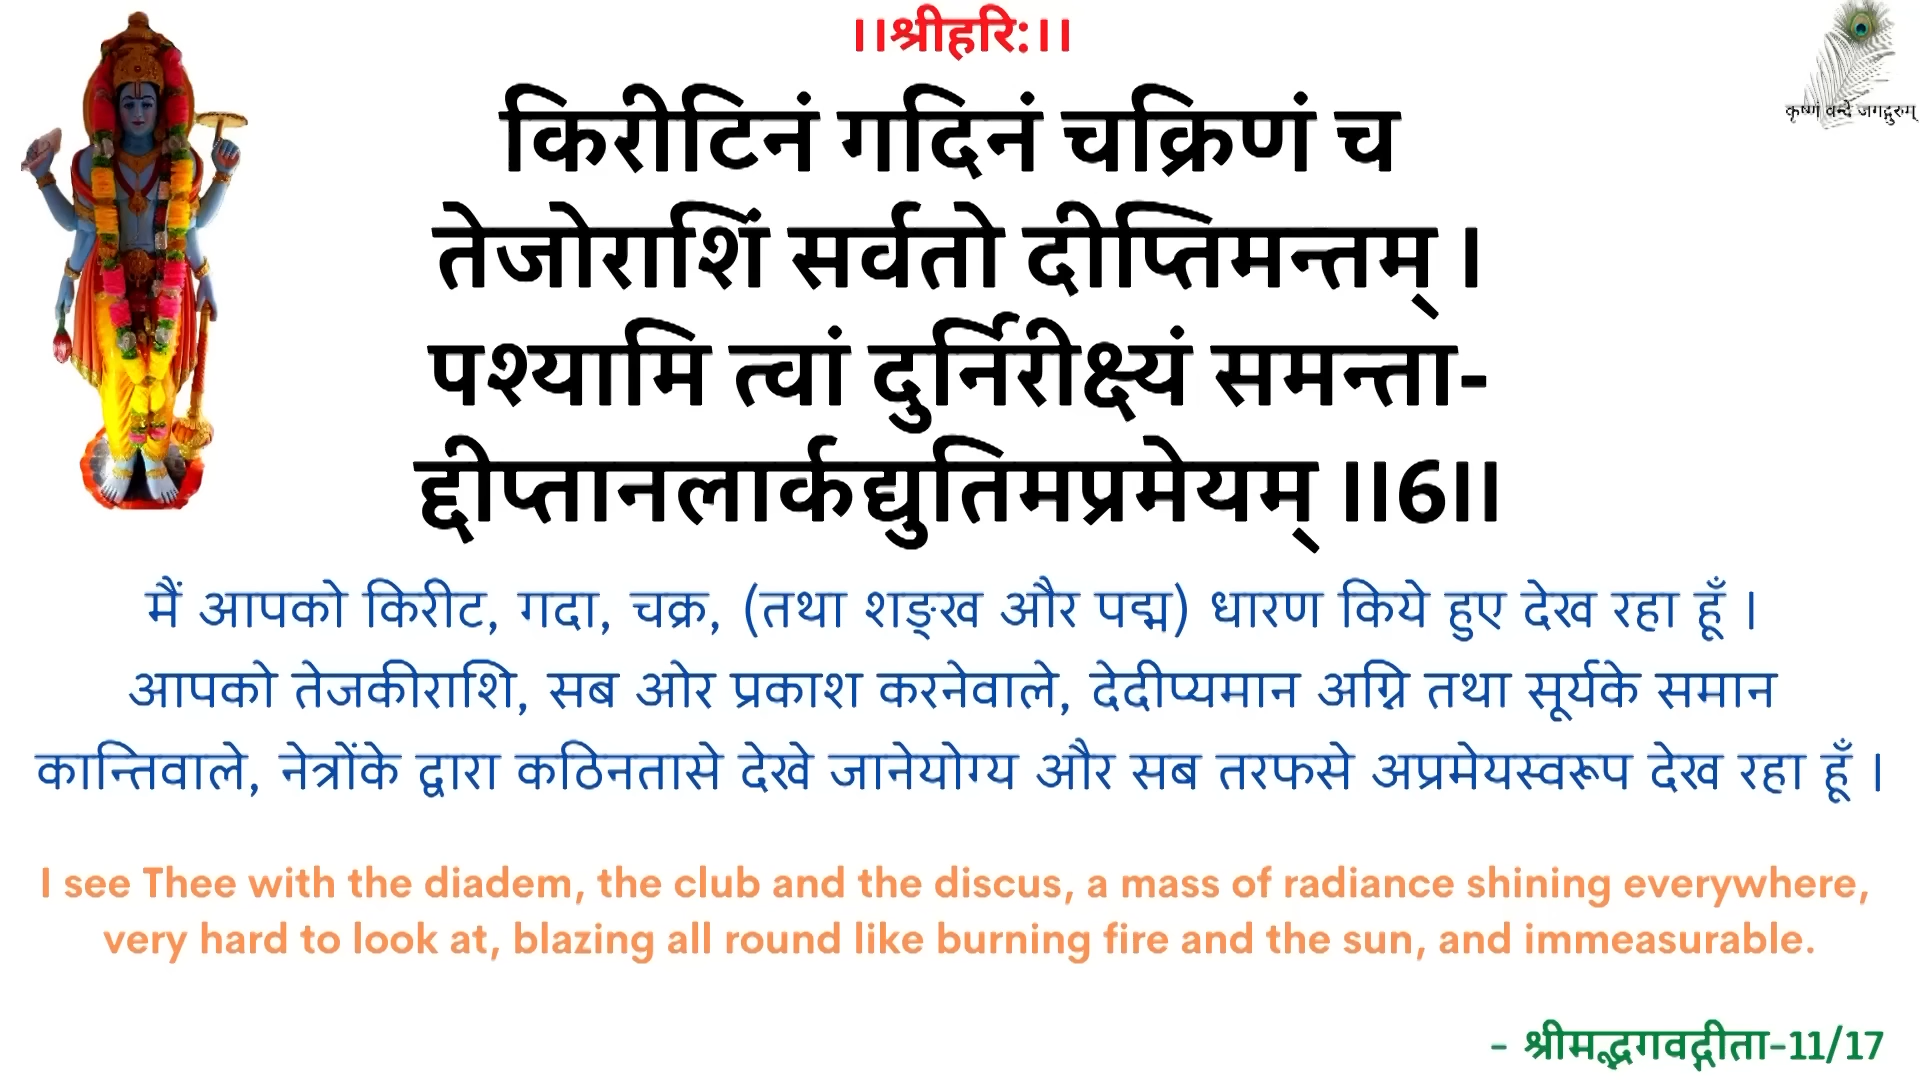 ।।श्रीहरि:।।
कृष्णं वन्दे जगद्गुरुम्
किरीटिनं गदिनं चक्रिणं च
तेजोराशिं सर्वतो दीप्तिमन्तम् ।
पश्यामि त्वां दुर्निरीक्ष्यं समन्ता-
द्दीप्तानलार्कद्युतिमप्रमेयम् ।।6।।
मैं आपको किरीट, गदा, चक्र, (तथा शङ्ख और पद्म) धारण किये हुए देख रहा हूँ ।
आपको तेजकीराशि, सब ओर प्रकाश करनेवाले, देदीप्यमान अग्नि तथा सूर्यके समान
कान्तिवाले, नेत्रोंके द्वारा कठिनतासे देखे जानेयोग्य और सब तरफसे अप्रमेयस्वरूप देख रहा हूँ ।
I see Thee with the diadem, the club and the discus, a mass of radiance shining everywhere,
very hard to look at, blazing all round like burning fire and the sun, and immeasurable.
- श्रीमद्भगवद्गीता-11/17